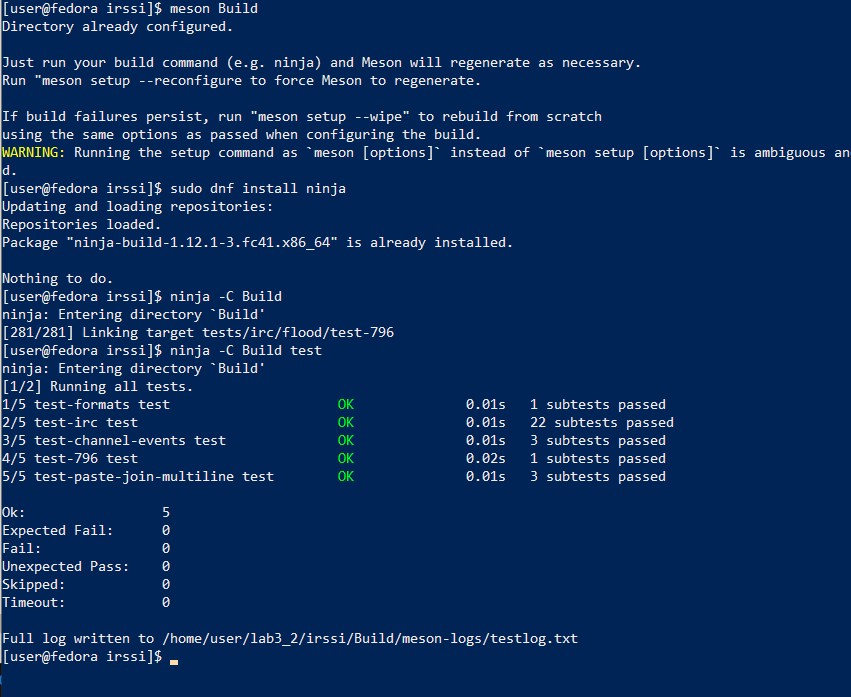 [user@fedora irssi]$ meson Build
Directory already configured.
Just run your build command (e.g. ninja) and Meson will regenerate as necessary.
Run "meson setup --reconfigure to force Meson to regenerate.
If build failures persist, run "meson setup --wipe" to rebuild from scratch
using the same options as passed when configuring the build.
WARNING: Running the setup command as `meson [options]` instead of `meson setup [options]` is ambiguous an
d.
[user@fedora irssi]$ sudo dnf install ninja
Updating and loading repositories:
Repositories loaded.
Package "ninja-build-1.12.1-3.fc41.x86_64" is already installed.
Nothing to do.
[user@fedora irssi]$ ninja -C Build
ninja: Entering directory `Build'
[281/281] Linking target tests/irc/flood/test-796
[user@fedora irssi]$ ninja -C Build test
ninja: Entering directory `Build'
[1/2] Running all tests.
1/5 test-formats test OK 0.01s 1 subtests passed
2/5 test-irc test OK 0.01s 22 subtests passed
3/5 test-channel-events test OK 0.01s 3 subtests passed
4/5 test-796 test OK 0.02s 1 subtests passed
5/5 test-paste-join-multiline test OK 0.01s 3 subtests passed
Ok: 5
Expected Fail: 0
Fail: 0
Unexpected Pass: 0
Skipped: 0
Timeout: 0
Full log written to /home/user/lab3_2/irssi/Build/meson-logs/testlog.txt
[user@fedora irssi]$